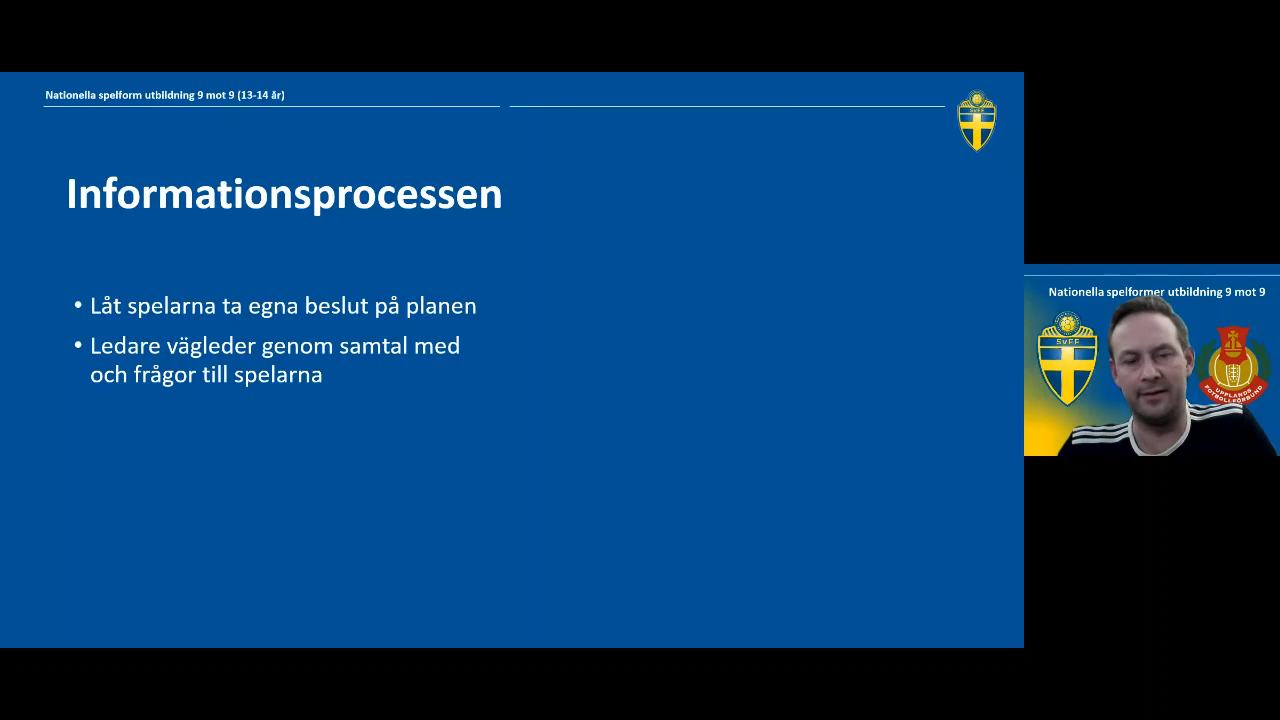 Nationella spelform utbildning 9 mot 9 (13-14 år)
SvFF
Informationsprocessen
• Låt spelarna ta egna beslut på planen
• Ledare vägleder genom samtal med
och frågor till spelarna
Nationella spelformer utbildning 9 mot 9
SvFF
UPPLANDS
FOTBOLLFÖRBUND